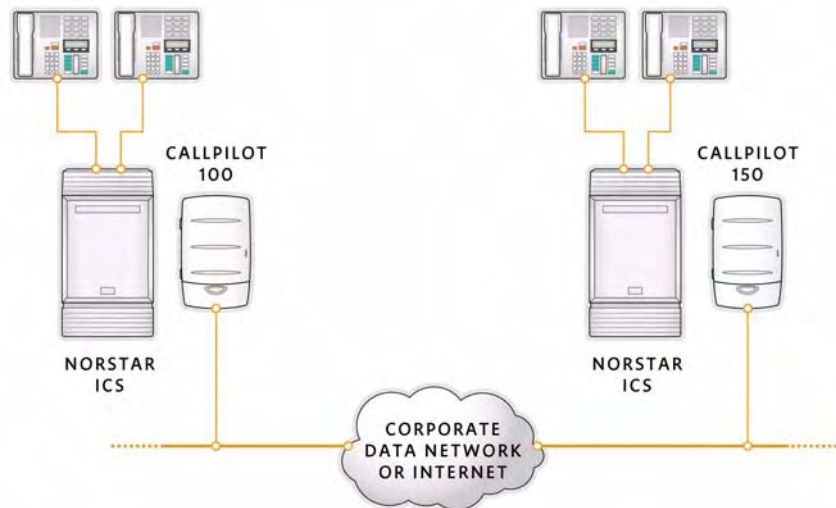 CALLPILOT
100
CALLPILOT
150
NORSTAR
ICS
NORSTAR
ICS
CORPORATE
DATA NETWORK
OR INTERNET